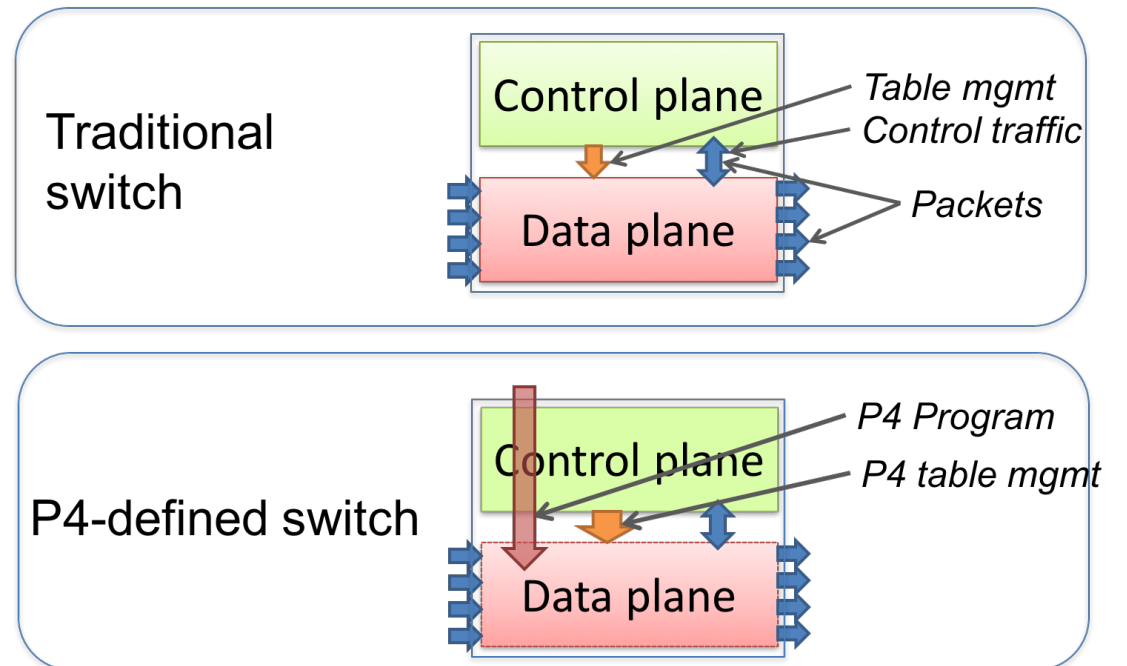 Traditional
switch
Control plane
Data plane
Table mgmt
Control traffic
Packets
P4-defined switch
Control plane
Data plane
P4 Program
P4 table mgmt